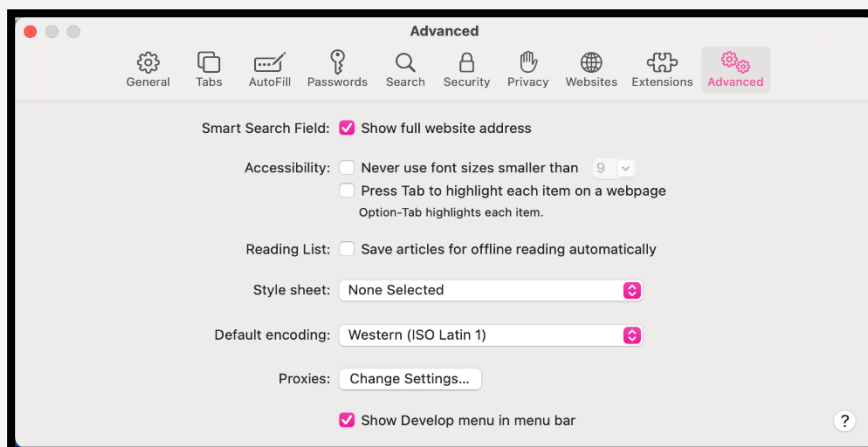 Advanced
General Tabs AutoFill Passwords Search Security Privacy Websites Extensions Advanced
Smart Search Field: Show full website address
Accessibility: Never use font sizes smaller than 9
Press Tab to highlight each item on a webpage
Option-Tab highlights each item.
Reading List: Save articles for offline reading automatically
Style sheet: None Selected
Default encoding: Western (ISO Latin 1)
Proxies: Change Settings...
Show Develop menu in menu bar
?